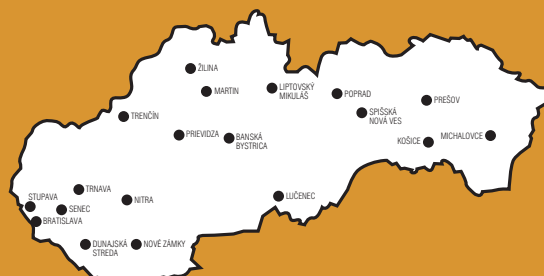 ŽILINA
MARTIN
LIPTOVSKÝ
MIKULÁŠ
POPRAD
PREŠOV
SPIŠSKÁ
NOVÁ VES
TRENČÍN
PRIEVIDZA
BANSKÁ
BYSTRICA
KOŠICE
MICHALOVCE
TRNAVA
STUPAVA
NITRA
LUČENEC
SENEC
BRATISLAVA
DUNAJSKÁ
STREDA
NOVÉ ZÁMKY